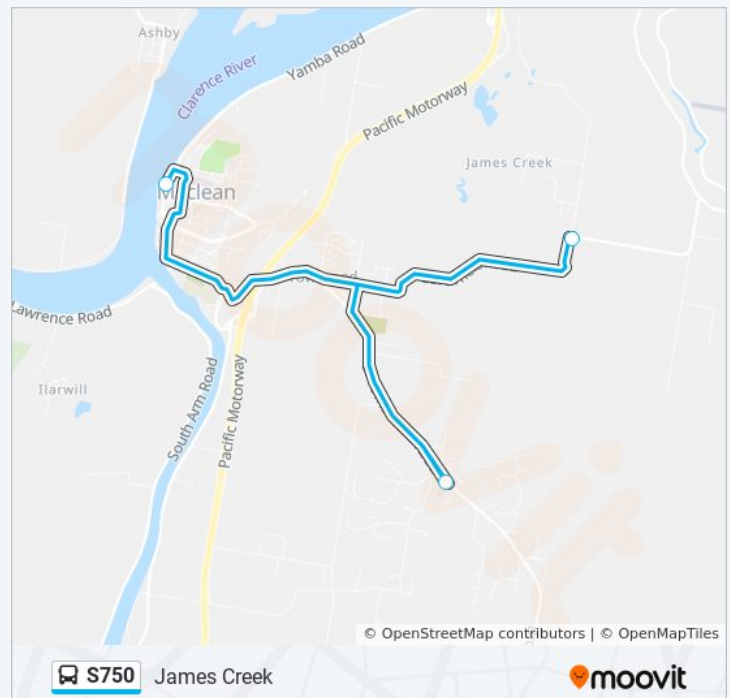 Ashby
Clarence River
Yamba Road
Pacific Motorway
James Creek
Maclean
Lawrence Road
Ilarwill
South Arm Road
Pacific Motorway
© OpenStreetMap contributors | © OpenMapTiles
S750 James Creek
moovit